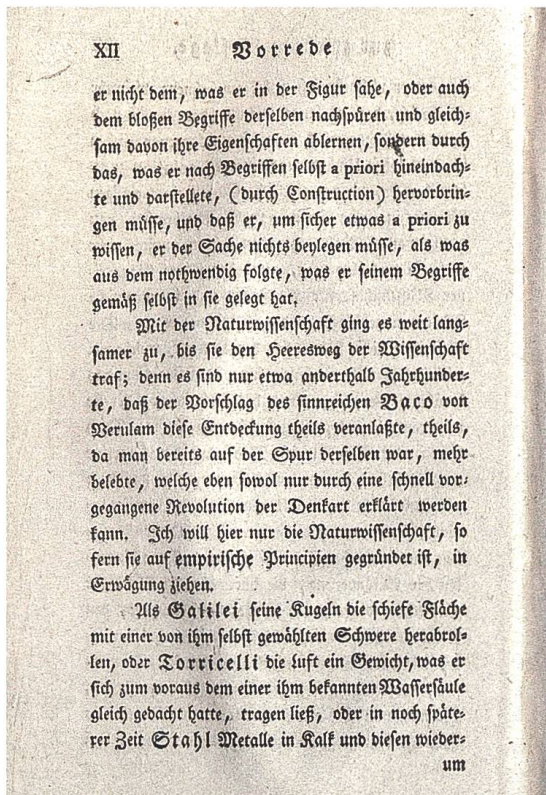 XII Vorrede
er nicht dem, was er in der Figur sahe, oder auch
dem bloßen Begriffe derselben nachspüren und gleich-
sam davon ihre Eigenschaften ablernen, sondern durch
das, was er nach Begriffen selbst a priori hineindach-
te und darstellete, (durch Construction) hervorbrin-
gen müsse, und daß er, um sicher etwas a priori zu
wissen, er der Sache nichts beylegen müsse, als was
aus dem nothwendig folgte, was er seinem Begriffe
gemäß selbst in sie gelegt hat.
Mit der Naturwissenschaft ging es weit lang-
samer zu, bis sie den Heeresweg der Wissenschaft
traf; denn es sind nur etwa anderthalb Jahrhunder-
te, daß der Vorschlag des sinnreichen Baco von
Verulam diese Entdeckung theils veranlaßte, theils,
da man bereits auf der Spur derselben war, mehr
belebte, welche eben sowol nur durch eine schnell vor-
gegangene Revolution der Denkart erklärt werden
kann. Ich will hier nur die Naturwissenschaft, so
fern sie auf empirische Principien gegründet ist, in
Erwägung ziehen.
Als Galilei seine Kugeln die schiefe Fläche
mit einer von ihm selbst gewählten Schwere herabrol-
len, oder Torricelli die Luft ein Gewicht, was er
sich zum voraus dem einer ihm bekannten Wassersäule
gleich gedacht hatte, tragen ließ, oder in noch späte-
rer Zeit Stahl Metalle in Kalk und diesen wieder-
um